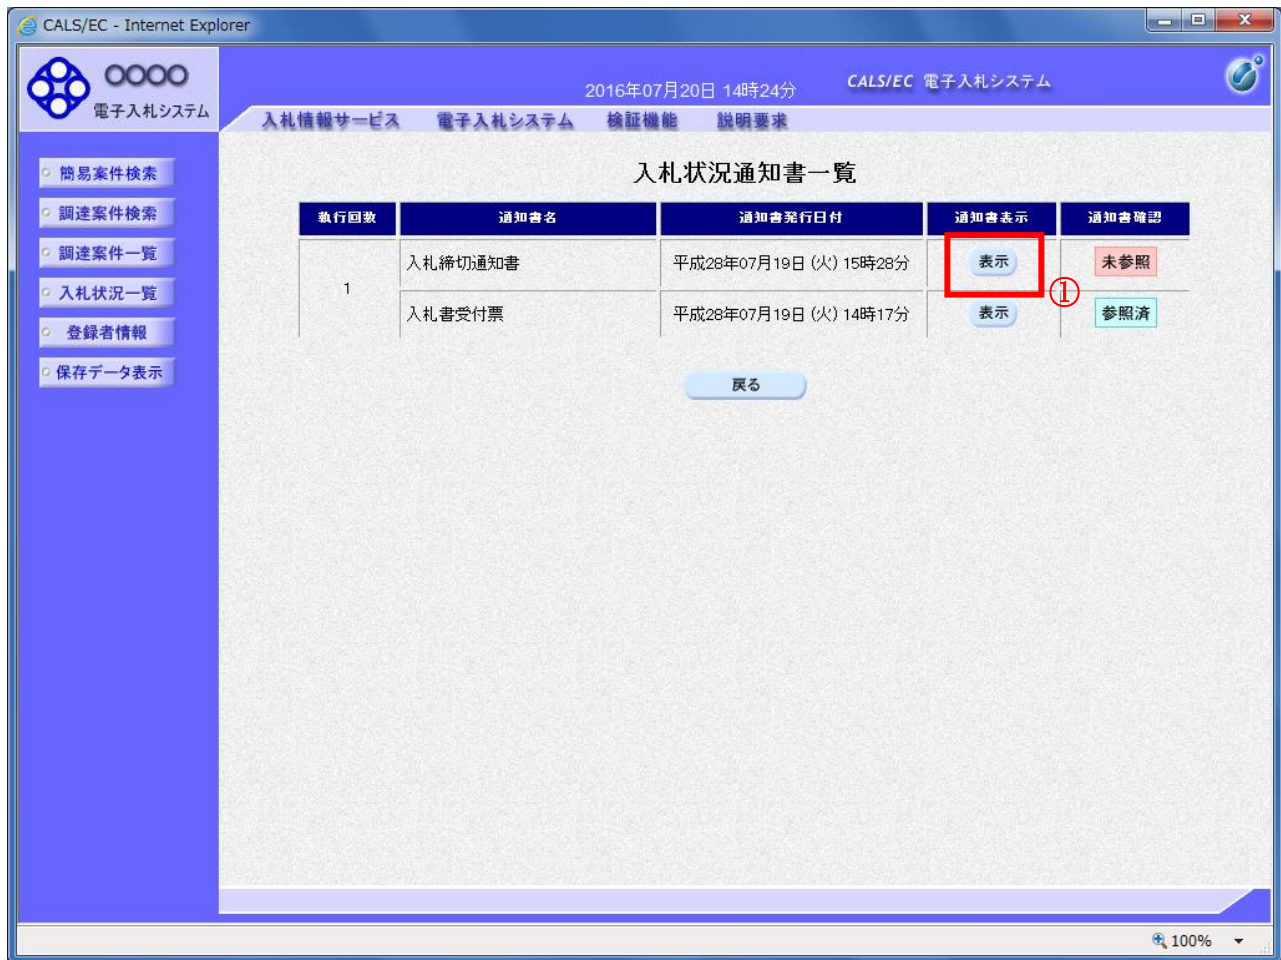 CALS/EC - Internet Explorer
OOOO
電子入札システム
2016年07月20日 14時24分
CALS/EC 電子入札システム
入札情報サービス 電子入札システム 検証機能 説明要求
簡易案件検索
調達案件検索
調達案件一覧
入札状況一覧
登録者情報
保存データ表示
入札状況通知書一覧
執行回数 通知書名 通知書発行日付 通知書表示 通知書確認
1
入札締切通知書 平成28年07月19日(火)15時28分 表示 未参照
①
入札書受付票 平成28年07月19日(火)14時17分 表示 参照済
戻る
100%